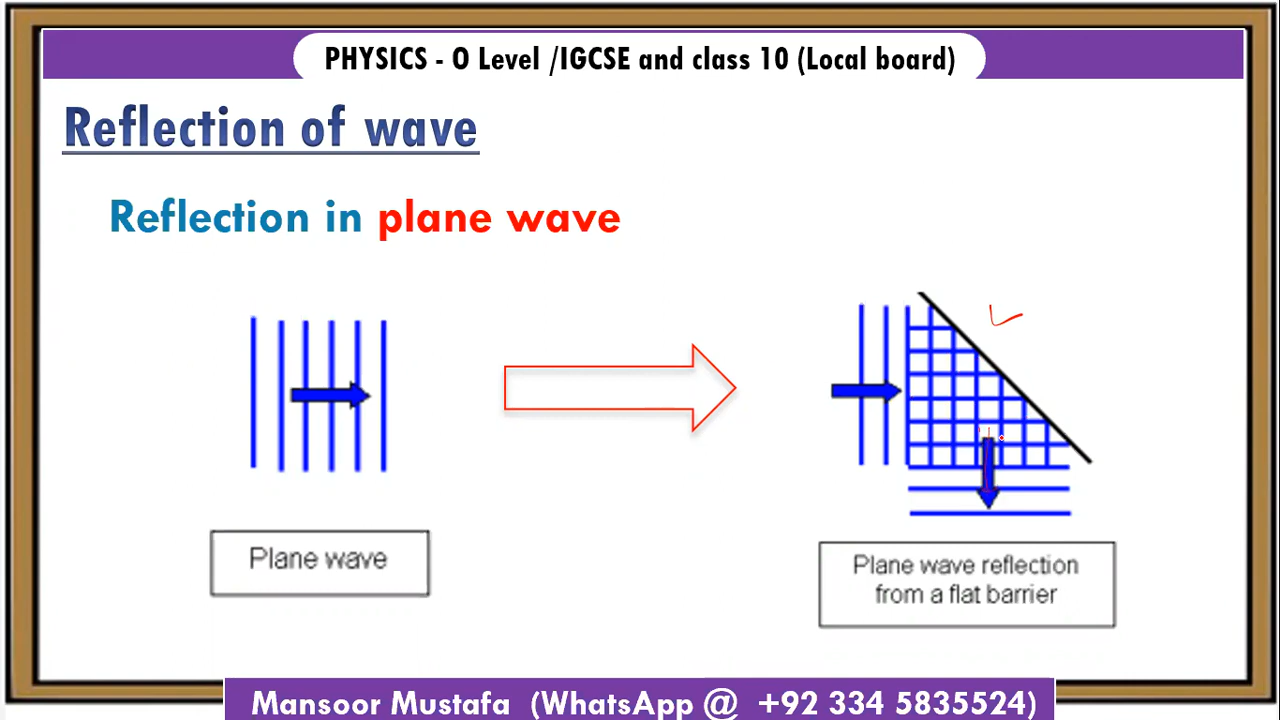 PHYSICS - O Level /IGCSE and class 10 (Local board)
Reflection of wave
Reflection in plane wave
Plane wave
Plane wave reflection
from a flat barrier
Mansoor Mustafa (WhatsApp @ +92 334 5835524)